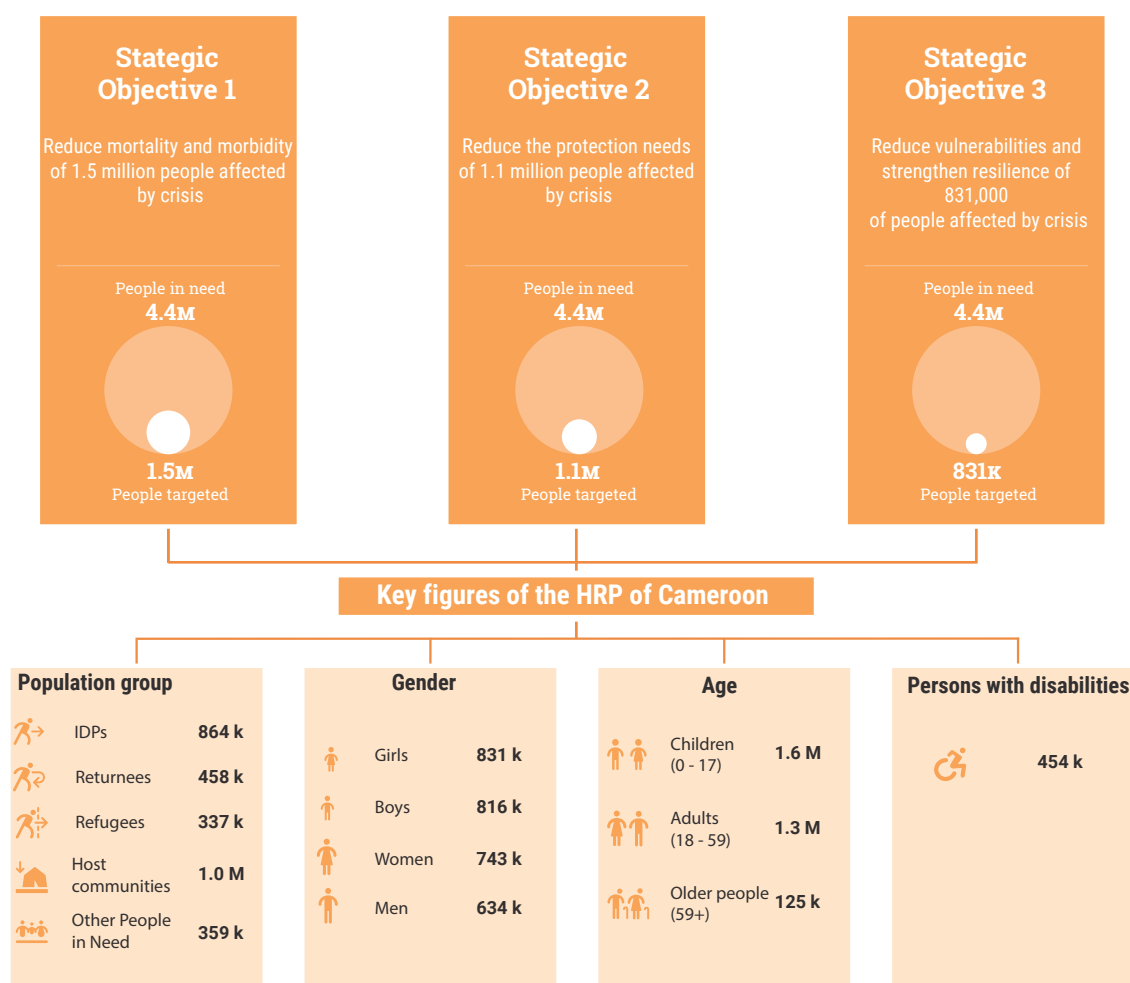 Stategic
Objective 1
Reduce mortality and morbidity
of 1.5 million people affected
by crisis
People in need
4.4M
1.5M
People targeted
Stategic
Objective 2
Reduce the protection needs
of 1.1 million people affected
by crisis
People in need
4.4M
1.1M
People targeted
Stategic
Objective 3
Reduce vulnerabilities and
strengthen resilience of
831,000
of people affected by crisis
People in need
4.4M
831K
People targeted
Key figures of the HRP of Cameroon
Population group
IDPs 864 k
Returnees 458 k
Refugees 337 k
Host
communities 1.0 M
Other People
in Need 359 k
Gender
Girls 831 k
Boys 816 k
Women 743 k
Men 634 k
Age
Children
(0 - 17) 1.6 M
Adults
(18 - 59) 1.3 M
Older people
(59+) 125 k
Persons with disabilities
454 k